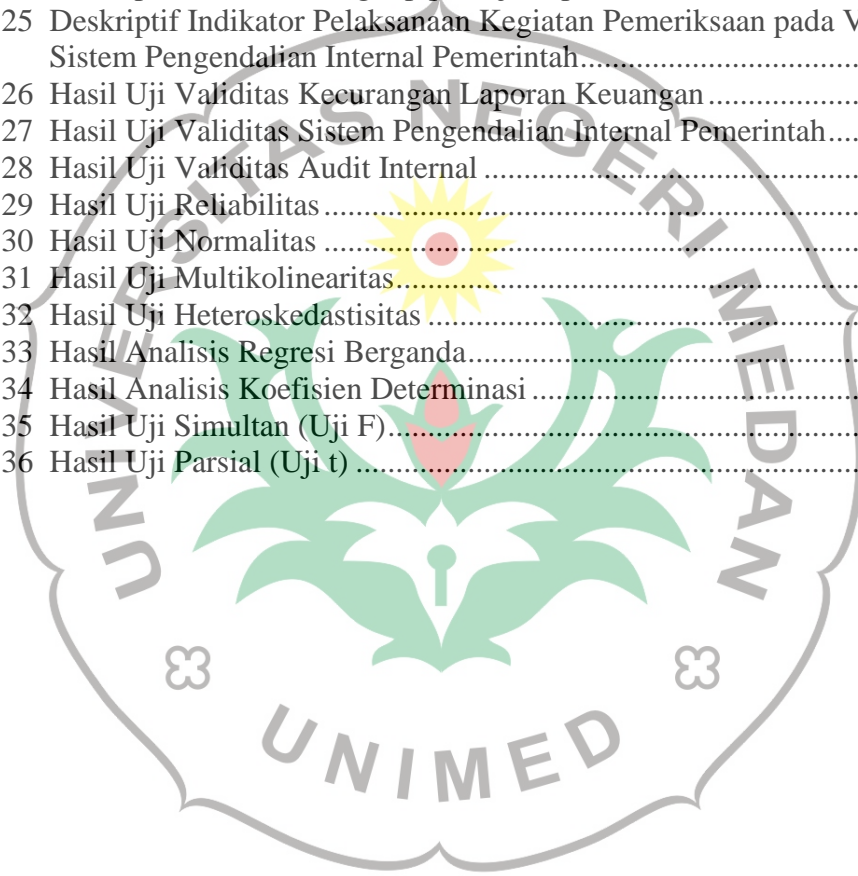 25 Deskriptif Indikator Pelaksanaan Kegiatan Pemeriksaan pada V
Sistem Pengendalian Internal Pemerintah
26 Hasil Uji Validitas Kecurangan Laporan Keuangan
27 Hasil Uji Validitas Sistem Pengendalian Internal Pemerintah
28 Hasil Uji Validitas Audit Internal
29 Hasil Uji Reliabilitas
30 Hasil Uji Normalitas
31 Hasil Uji Multikolinearitas
32 Hasil Uji Heteroskedastisitas
33 Hasil Analisis Regresi Berganda
34 Hasil Analisis Koefisien Determinasi
35 Hasil Uji Simultan (Uji F)
36 Hasil Uji Parsial (Uji t)
UNIVERSITAS NEGERI MEDAN
UNIMED